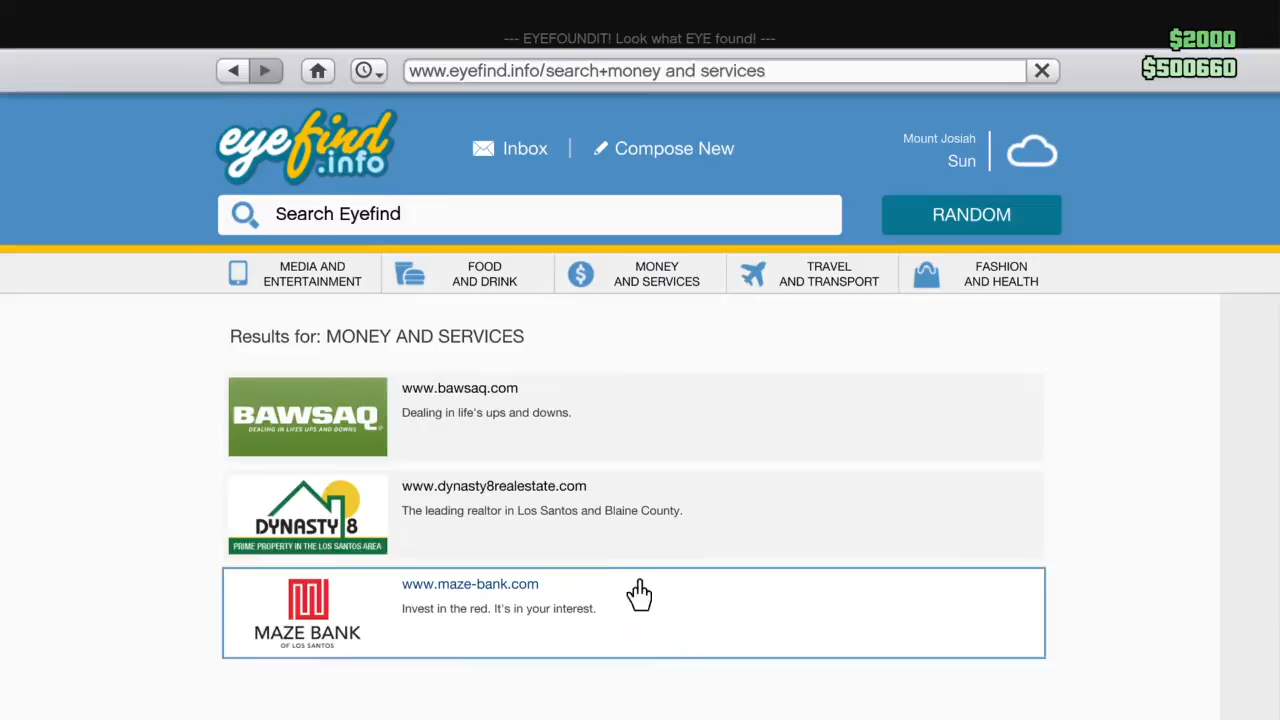 --- EYEFOUNDIT! Look what EYE found! ---
$2000
$500660
www.eyefind.info/search+money and services
eyefind
.info
Inbox
Compose New
Mount Josiah
Sun
Search Eyefind
RANDOM
MEDIA AND
ENTERTAINMENT
FOOD
AND DRINK
MONEY
AND SERVICES
TRAVEL
AND TRANSPORT
FASHION
AND HEALTH
Results for: MONEY AND SERVICES
BAWSAQ
DEALING IN LIFES UPS AND DOWNS
www.bawsaq.com
Dealing in life's ups and downs.
DYNASTY 8
PRIME PROPERTY IN THE LOS SANTOS AREA
www.dynasty8realestate.com
The leading realtor in Los Santos and Blaine County.
MAZE BANK
OF LOS SANTOS
www.maze-bank.com
Invest in the red. It's in your interest.